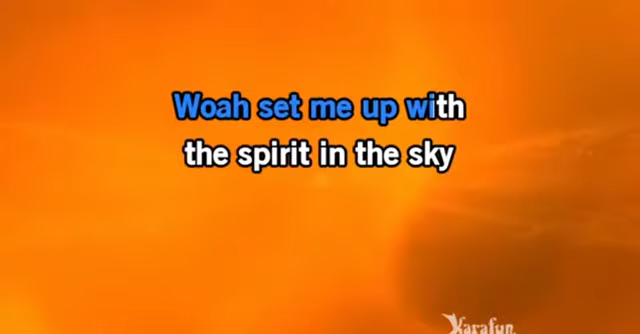 Woah set me up with
the spirit in the sky
Karafun